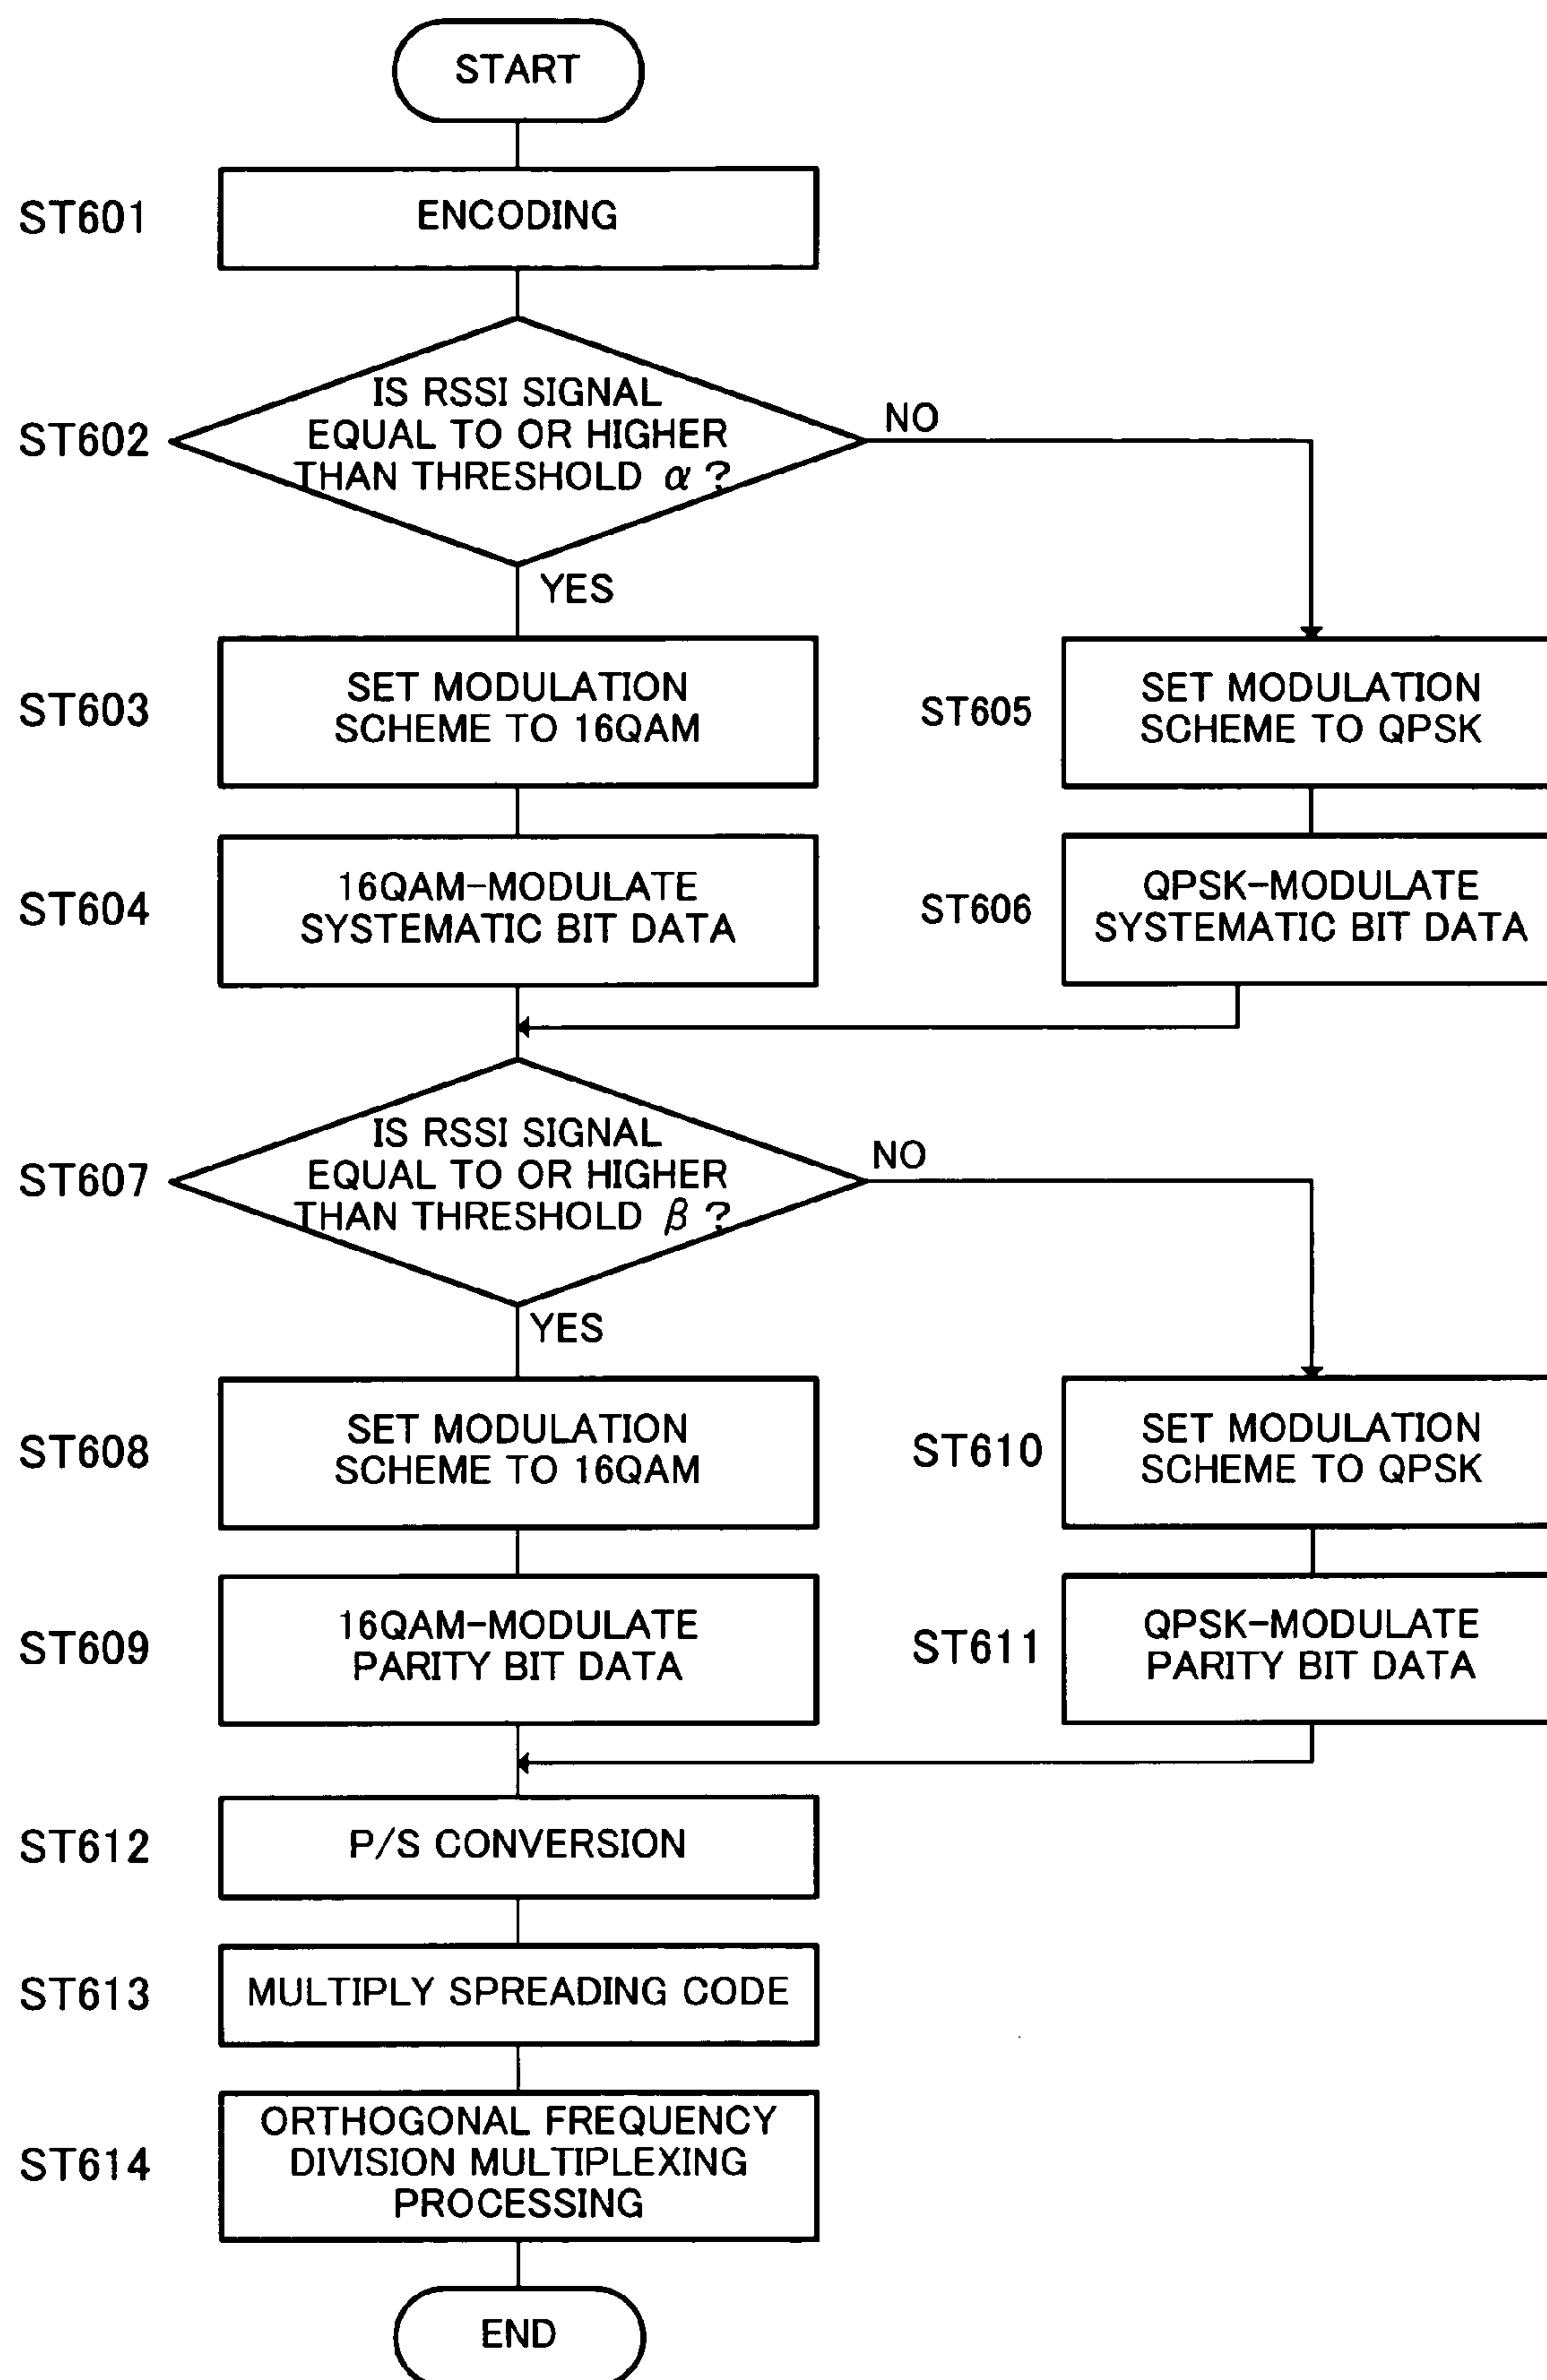 START
ST601
ENCODING
ST602
IS RSSI SIGNAL
EQUAL TO OR HIGHER
THAN THRESHOLD α ?
NO
YES
ST603
SET MODULATION
SCHEME TO 16QAM
ST605
SET MODULATION
SCHEME TO QPSK
ST604
16QAM-MODULATE
SYSTEMATIC BIT DATA
ST606
QPSK-MODULATE
SYSTEMATIC BIT DATA
ST607
IS RSSI SIGNAL
EQUAL TO OR HIGHER
THAN THRESHOLD β ?
NO
YES
ST608
SET MODULATION
SCHEME TO 16QAM
ST610
SET MODULATION
SCHEME TO QPSK
ST609
16QAM-MODULATE
PARITY BIT DATA
ST611
QPSK-MODULATE
PARITY BIT DATA
ST612
P/S CONVERSION
ST613
MULTIPLY SPREADING CODE
ST614
ORTHOGONAL FREQUENCY
DIVISION MULTIPLEXING
PROCESSING
END